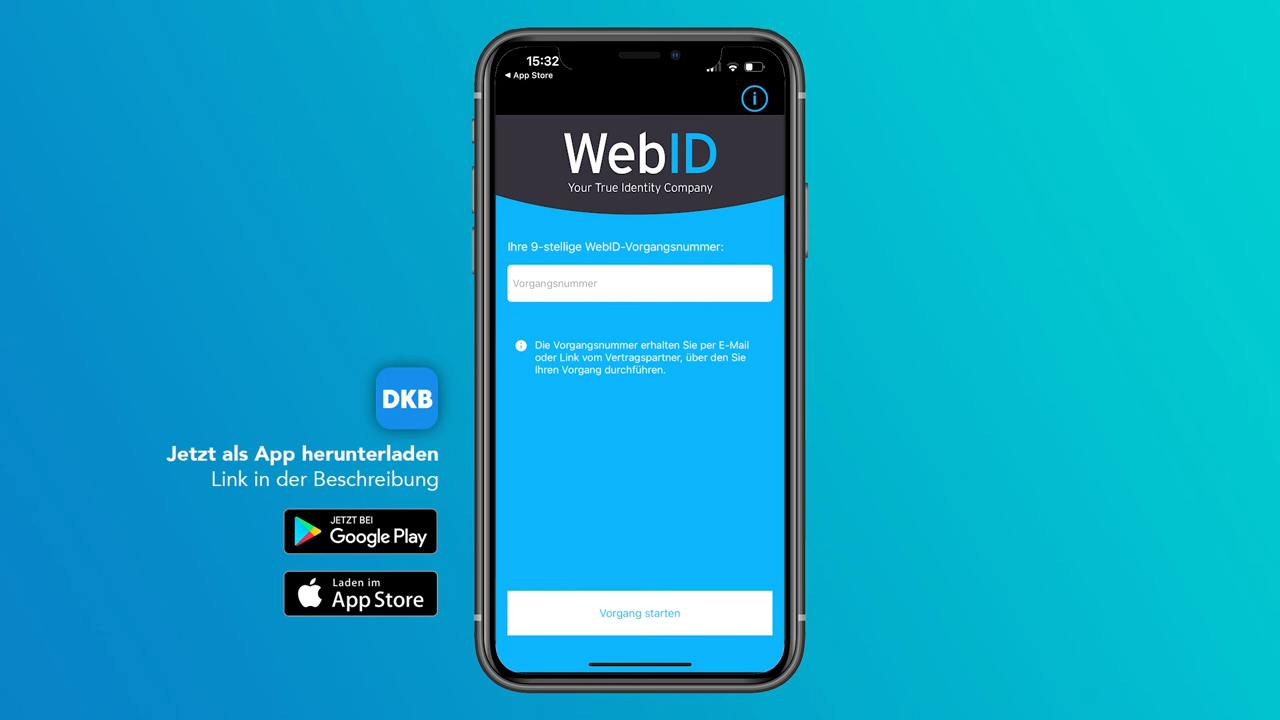 15:32
◀ App Store
i
WebID
Your True Identity Company
Ihre 9-stellige WebID-Vorgangsnummer:
Vorgangsnummer
Die Vorgangsnummer erhalten Sie per E-Mail
oder Link vom Vertragspartner, über den Sie
Ihren Vorgang durchführen.
Vorgang starten
DKB
Jetzt als App herunterladen
Link in der Beschreibung
JETZT BEI
Google Play
Laden im
App Store